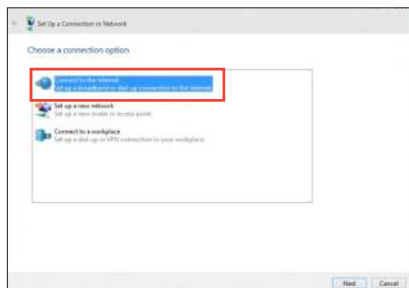 Set Up a Connection or Network
Choose a connection option
Connect to the Internet
Set up a broadband or dial-up connection to the Internet.
Set up a new network
Set up a new router or access point.
Connect to a workplace
Set up a dial-up or VPN connection to your workplace.
Next
Cancel